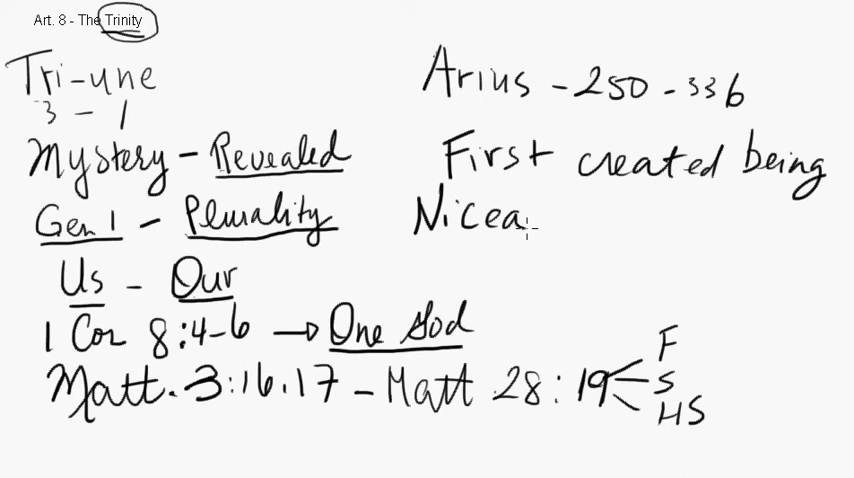 Art. 8 - The Trinity
Tri-une
3 - 1
Mystery - Revealed
Gen 1 - Plurality
Us - Our
1 Cor 8:4-6 → One God
Matt. 3:16.17 - Matt 28:19
F
S
HS
Arius - 250 - 336
First created being
Nicea